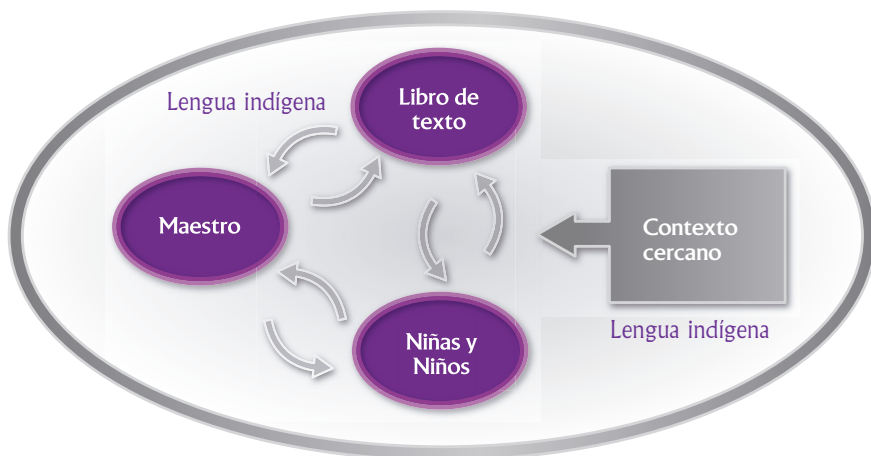 Lengua indígena
Libro de
texto
Maestro
Contexto
cercano
Lengua indígena
Niñas y
Niños